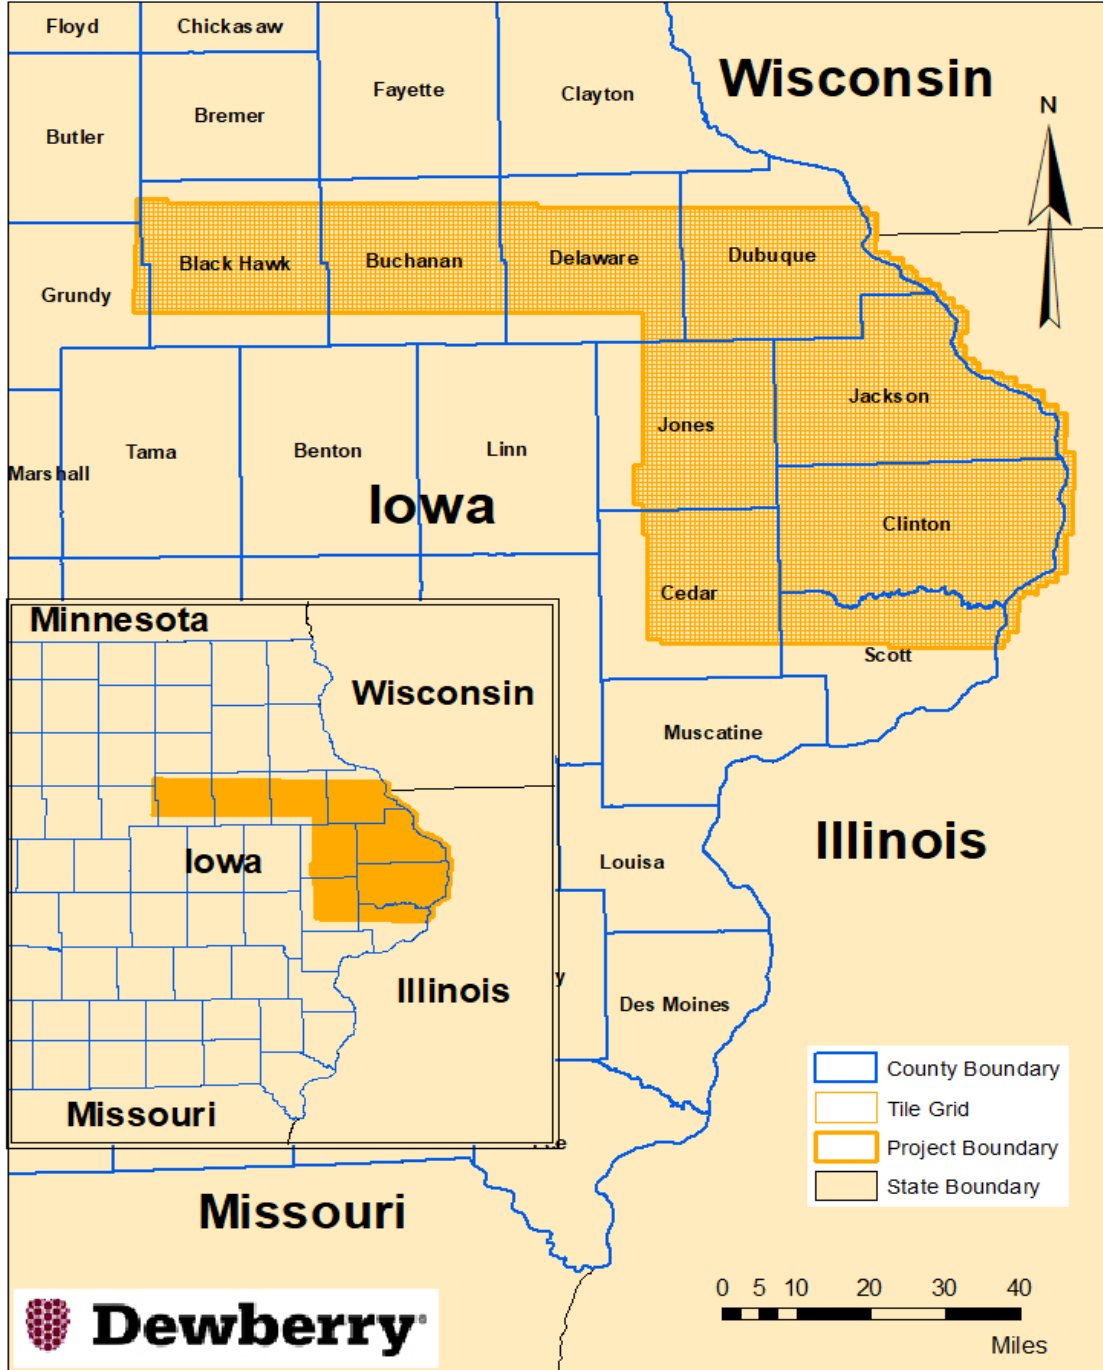 Floyd
Chickasaw
Wisconsin
Fayette
Clayton
Bremer
Butler
N
Black Hawk
Buchanan
Delaware
Dubuque
Grundy
Jackson
Jones
Tama
Benton
Linn
Marshall
Iowa
Clinton
Cedar
Scott
Muscatine
Illinois
Louisa
Des Moines
y
Minnesota
Wisconsin
Iowa
Illinois
Missouri
County Boundary
Tile Grid
Project Boundary
State Boundary
Missouri
0 5 10 20 30 40
Miles
Dewberry